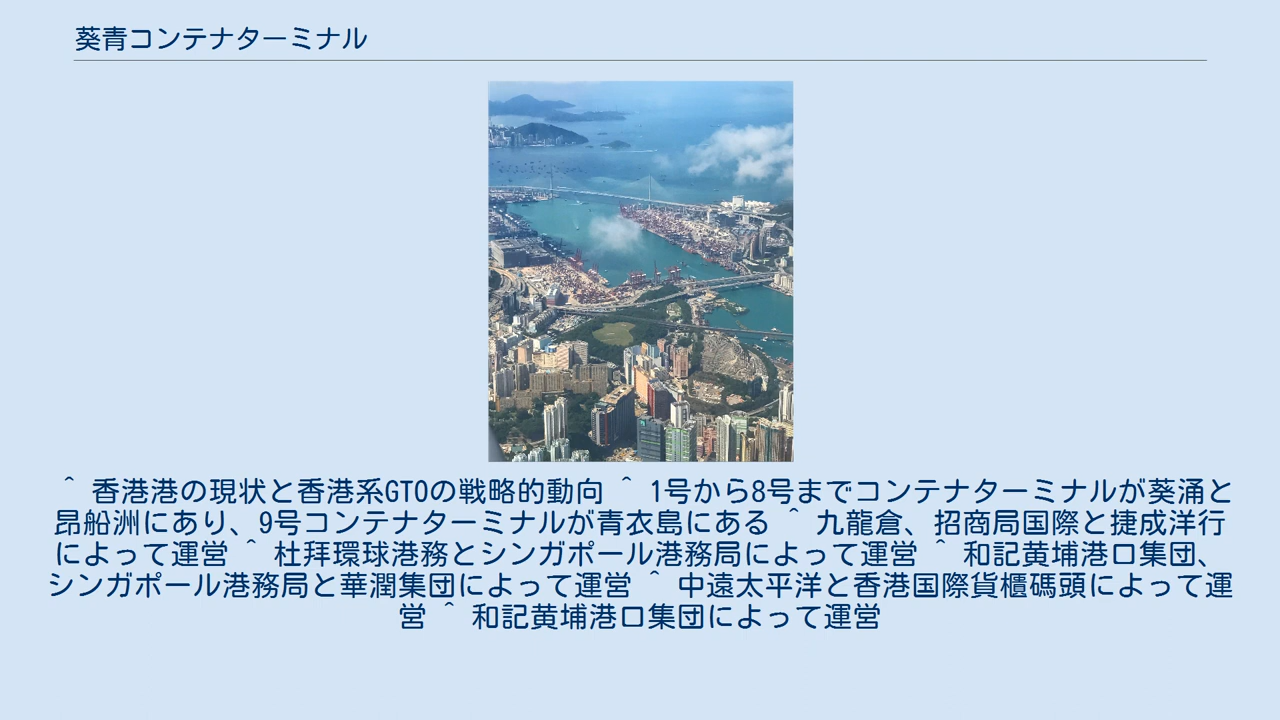 葵青コンテナターミナル
^ 香港港の現状と香港系GTOの戦略的動向 ^ 1号から8号までコンテナターミナルが葵涌と
昂船洲にあり、9号コンテナターミナルが青衣島にある ^ 九龍倉、招商局国際と捷成洋行
によって運営 ^ 杜拜環球港務とシンガポール港務局によって運営 ^ 和記黄埔港口集団、
シンガポール港務局と華潤集団によって運営 ^ 中遠太平洋と香港国際貨櫃碼頭によって運
営 ^ 和記黄埔港口集団によって運営